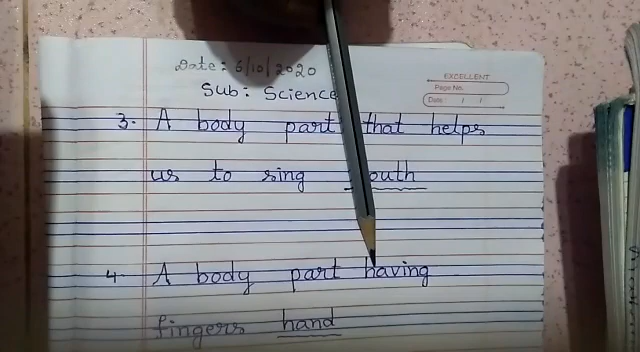 Date: 6/10/2020
Sub: Science
EXCELLENT
Page No.
Date: / /
3. A body part that helps
us to sing outh
4. A body part having
fingers hand